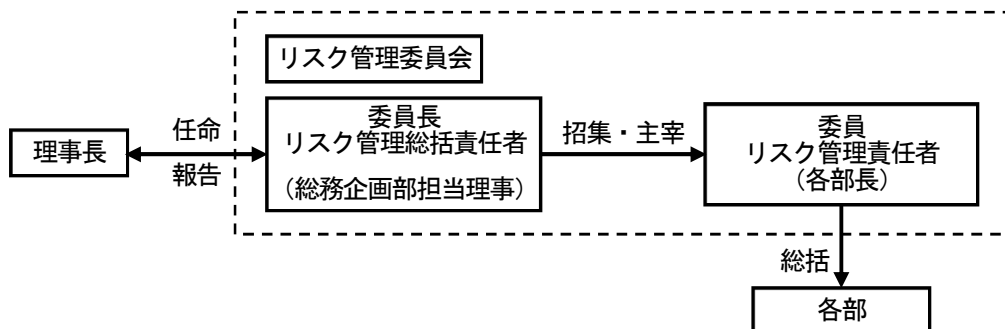 リスク管理委員会
理事長
任命
報告
委員長
リスク管理総括責任者
（総務企画部担当理事）
招集・主宰
委員
リスク管理責任者
（各部長）
総括
各部